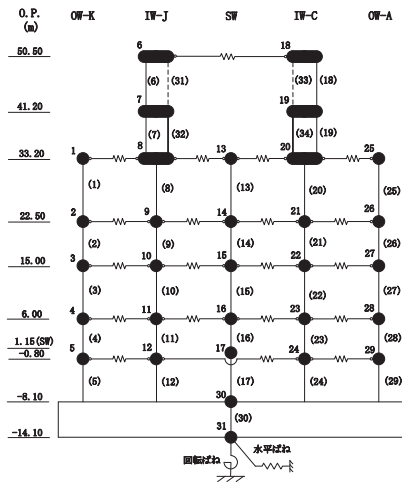 O.P.
(m)
OW-K IW-J SW IW-C OW-A
50.50 6 18
(6) (31) (33) (18)
41.20 7 19
(7) (32) (34) (19)
33.20 1 8 13 20 25
(1) (8) (13) (20) (25)
22.50 2 9 14 21 26
(2) (9) (14) (21) (26)
15.00 3 10 15 22 27
(3) (10) (15) (22) (27)
6.00 4 11 16 23 28
(4) (11) (16) (23) (28)
1.15(SW) 17
-0.80 5 12 24 29
(5) (12) (17) (24) (29)
-8.10 30
(30)
-14.10 31
水平ばね
回転ばね